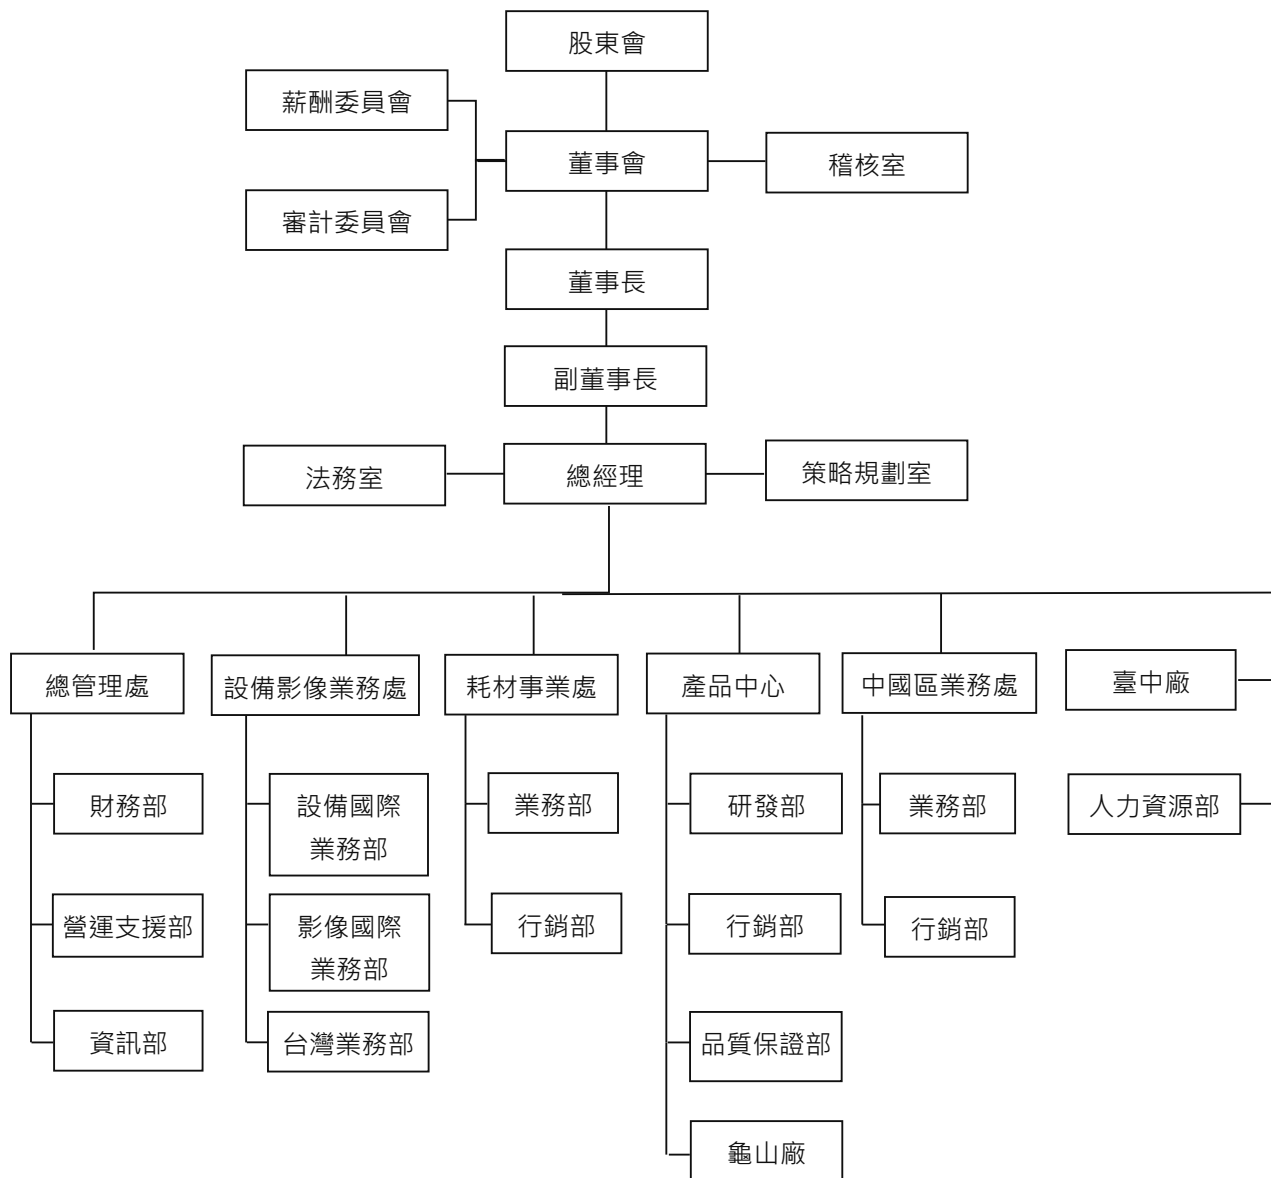 股東會
薪酬委員會
董事會
稽核室
審計委員會
董事長
副董事長
法務室
總經理
策略規劃室
總管理處
設備影像業務處
耗材事業處
產品中心
中國區業務處
臺中廠
財務部
設備國際
業務部
業務部
研發部
業務部
人力資源部
營運支援部
影像國際
業務部
行銷部
行銷部
行銷部
資訊部
台灣業務部
品質保證部
龜山廠